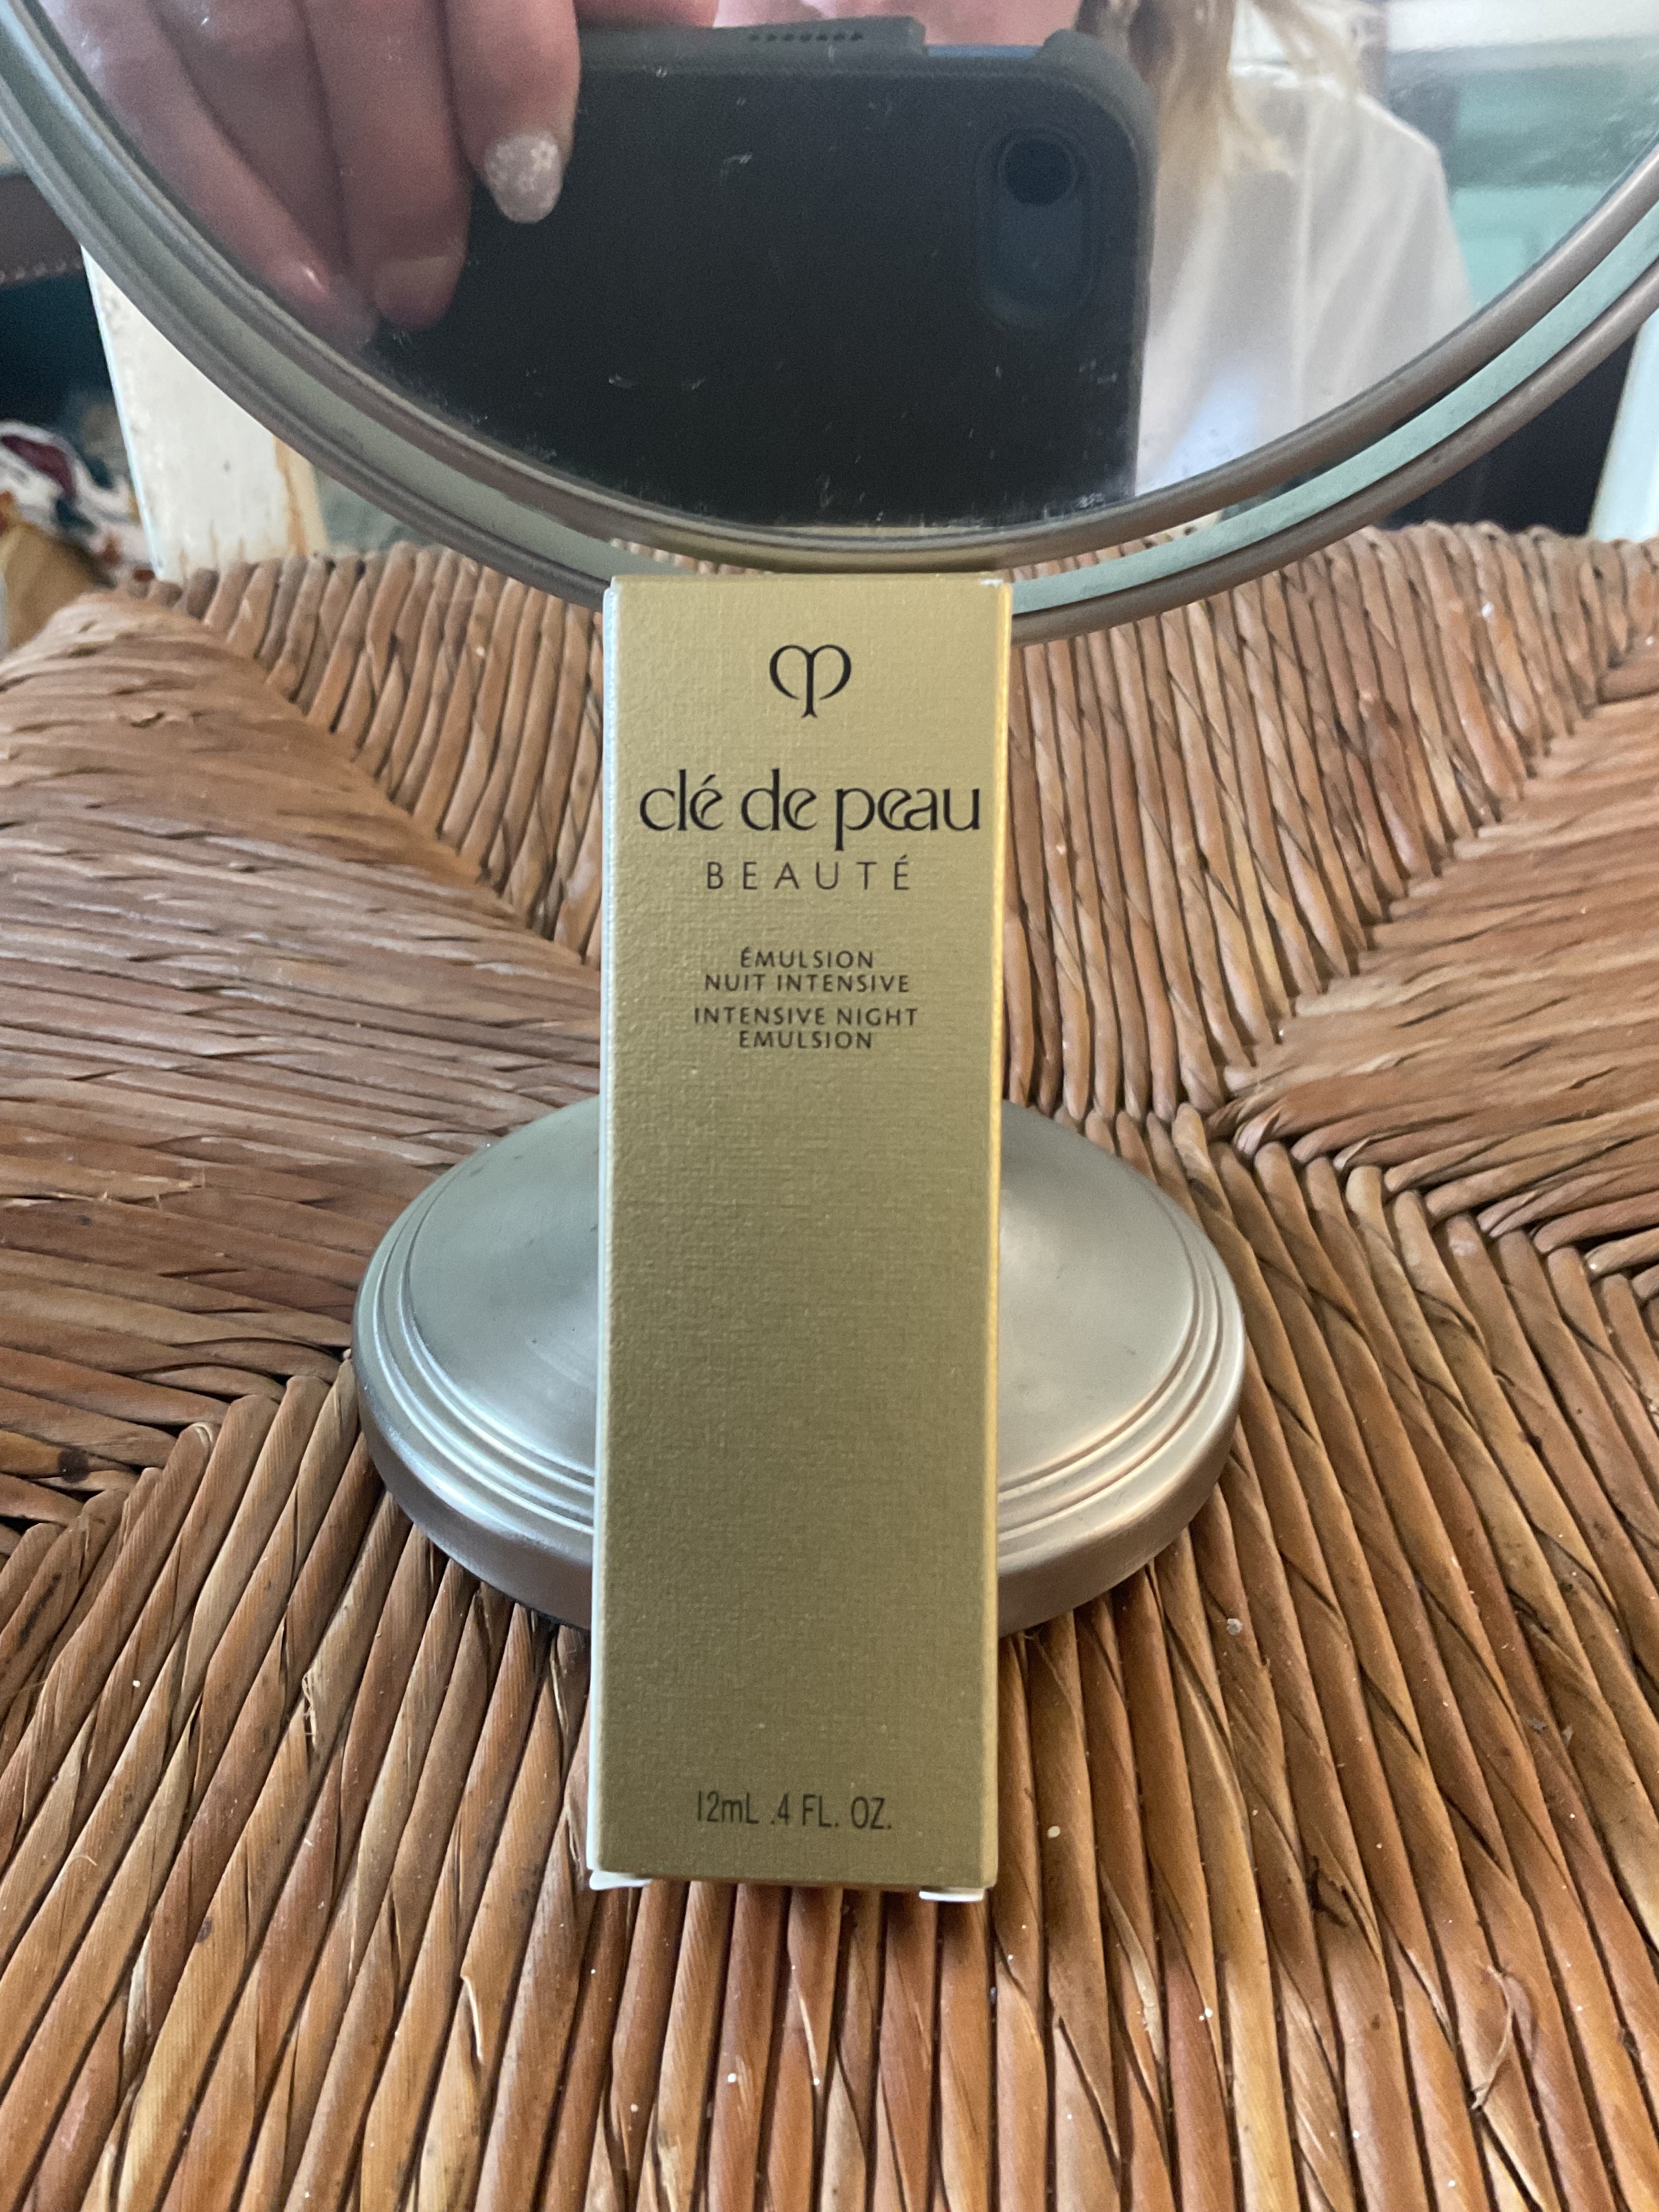 clé de peau
BEAUTÉ
ÉMULSION
NUIT INTENSIVE
INTENSIVE NIGHT
EMULSION
12mL .4 FL. OZ.